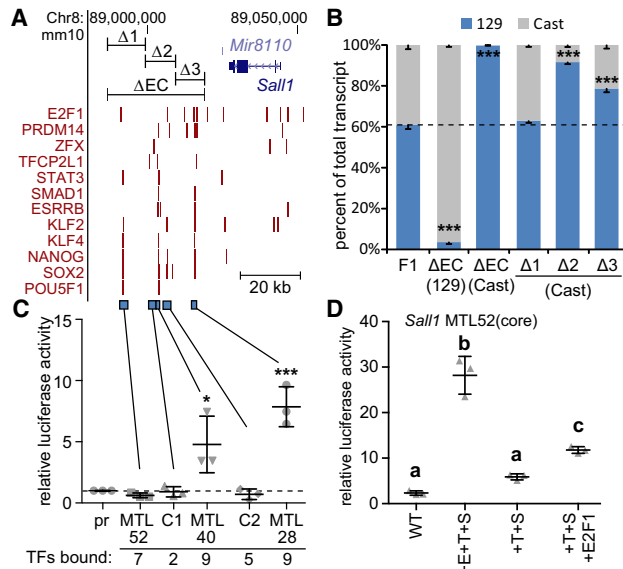 A
Chr8:
mm10
89,000,000
89,050,000
Δ1
Δ2
Δ3
ΔEC
Mir8110
Sall1
E2F1
PRDM14
ZFX
TFCP2L1
STAT3
SMAD1
ESRRB
KLF2
KLF4
NANOG
SOX2
POU5F1
20 kb
B
129 Cast
percent of total transcript
100%
80%
60%
40%
20%
0%
*** *** *** ***
F1 ΔEC ΔEC Δ1 Δ2 Δ3
(129) (Cast) (Cast)
C
relative luciferase activity
15
10
5
0
* ***
pr MTL C1 MTL C2 MTL
52 40 28
TFs bound: 7 2 9 5 9
D
Sall1 MTL52(core)
relative luciferase activity
40
30
20
10
0
a b a c
WT
+E+T+S
+T+S
+T+S
+E2F1